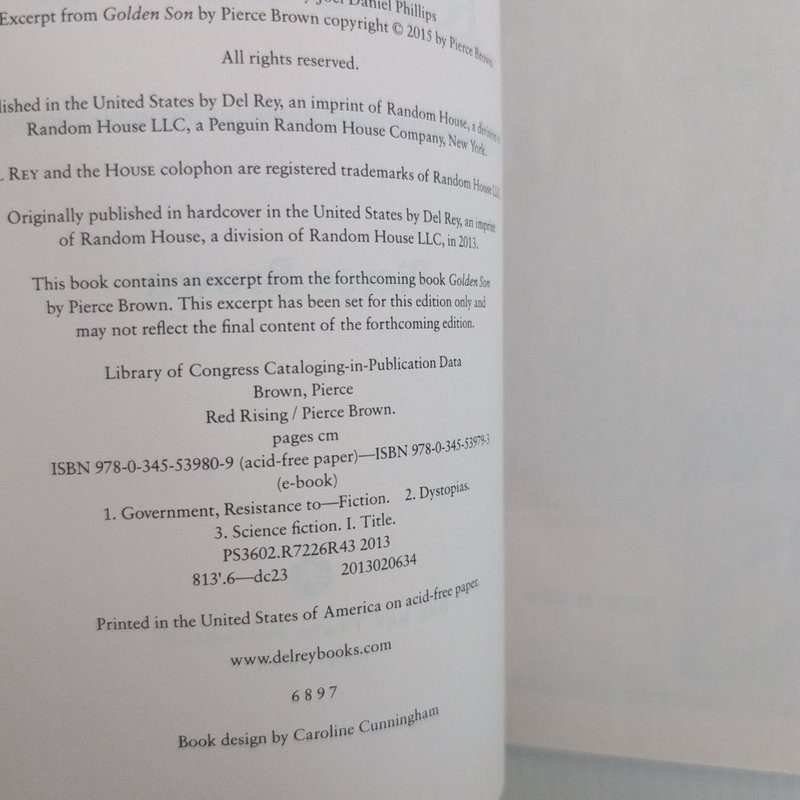 Joel Daniel Phillips
Excerpt from Golden Son by Pierce Brown copyright © 2015 by Pierce Brown
All rights reserved.
lished in the United States by Del Rey, an imprint of Random House, a division of
Random House LLC, a Penguin Random House Company, New York.
REY and the HOUSE colophon are registered trademarks of Random House LLC.
Originally published in hardcover in the United States by Del Rey, an imprint
of Random House, a division of Random House LLC, in 2013.
This book contains an excerpt from the forthcoming book Golden Son
by Pierce Brown. This excerpt has been set for this edition only and
may not reflect the final content of the forthcoming edition.
Library of Congress Cataloging-in-Publication Data
Brown, Pierce
Red Rising / Pierce Brown.
pages cm
ISBN 978-0-345-53980-9 (acid-free paper)—ISBN 978-0-345-53979-3
(e-book)
1. Government, Resistance to—Fiction. 2. Dystopias.
3. Science fiction. I. Title.
PS3602.R7226R43 2013
813'.6—dc23 2013020634
Printed in the United States of America on acid-free paper.
www.delreybooks.com
6 8 9 7
Book design by Caroline Cunningham